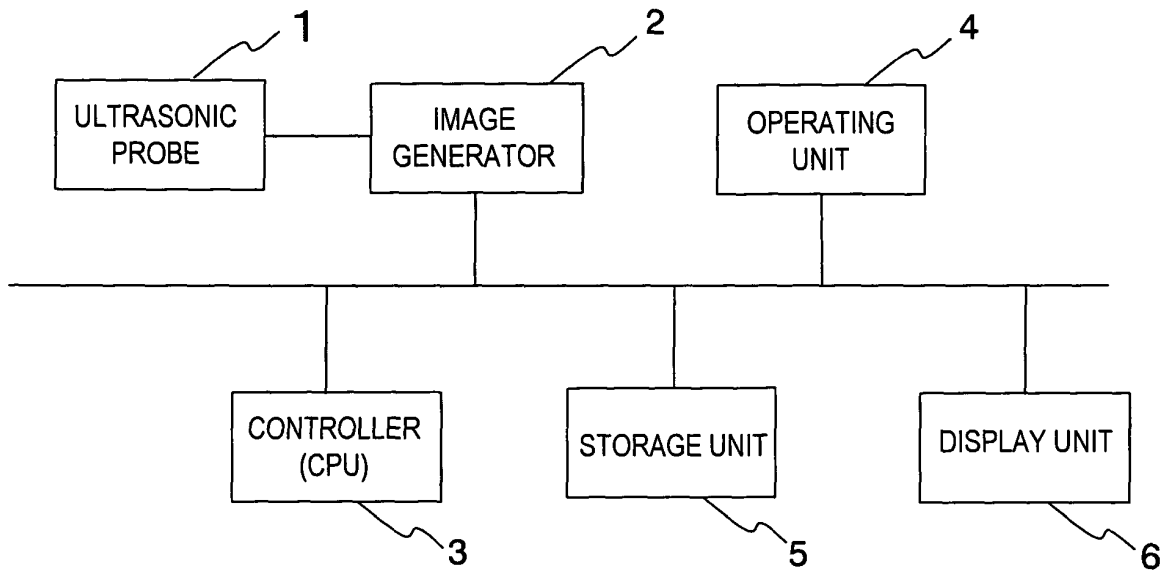 1
ULTRASONIC
PROBE
2
IMAGE
GENERATOR
4
OPERATING
UNIT
CONTROLLER
(CPU)
3
STORAGE UNIT
5
DISPLAY UNIT
6